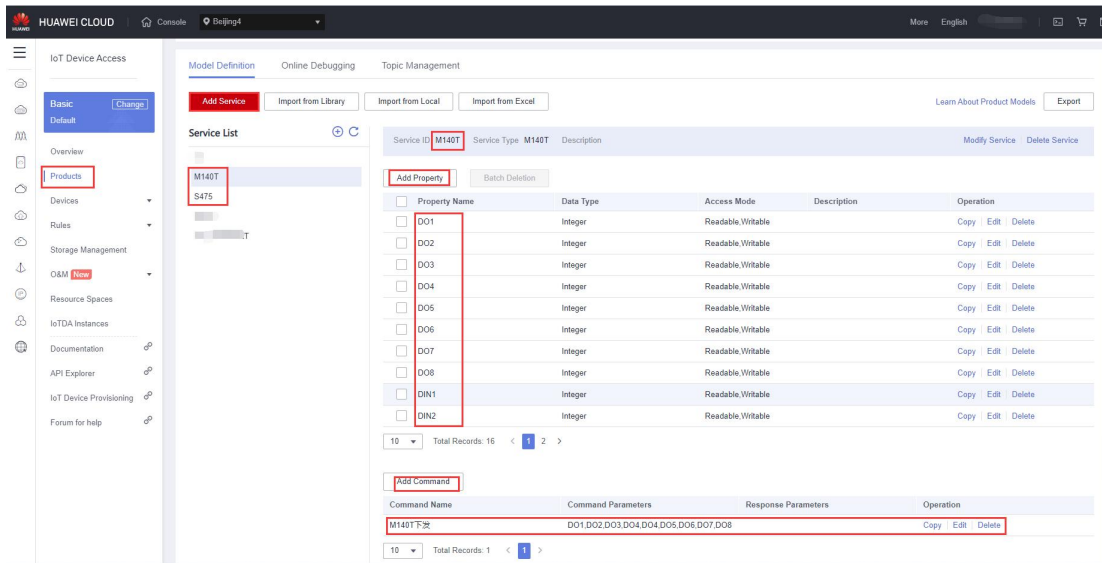 HUAWEI
HUAWEI CLOUD Console Beijing4 More English
IoT Device Access
Basic Change
Default
Overview
Products
Devices
Rules
Storage Management
O&M New
Resource Spaces
IoTDA Instances
Documentation
API Explorer
IoT Device Provisioning
Forum for help
Model Definition Online Debugging Topic Management
Add Service Import from Library Import from Local Import from Excel Learn About Product Models Export
Service List
M140T
S475
.T
Service ID M140T Service Type M140T Description Modify Service Delete Service
Add Property Batch Deletion
Property Name Data Type Access Mode Description Operation
DO1 Integer Readable,Writable Copy Edit Delete
DO2 Integer Readable,Writable Copy Edit Delete
DO3 Integer Readable,Writable Copy Edit Delete
DO4 Integer Readable,Writable Copy Edit Delete
DO5 Integer Readable,Writable Copy Edit Delete
DO6 Integer Readable,Writable Copy Edit Delete
DO7 Integer Readable,Writable Copy Edit Delete
DO8 Integer Readable,Writable Copy Edit Delete
DIN1 Integer Readable,Writable Copy Edit Delete
DIN2 Integer Readable,Writable Copy Edit Delete
10 Total Records: 16 < 1 2 >
Add Command
Command Name Command Parameters Response Parameters Operation
M140T下发 DO1,DO2,DO3,DO4,DO4,DO5,DO6,DO7,DO8 Copy Edit Delete
10 Total Records: 1 < 1 >